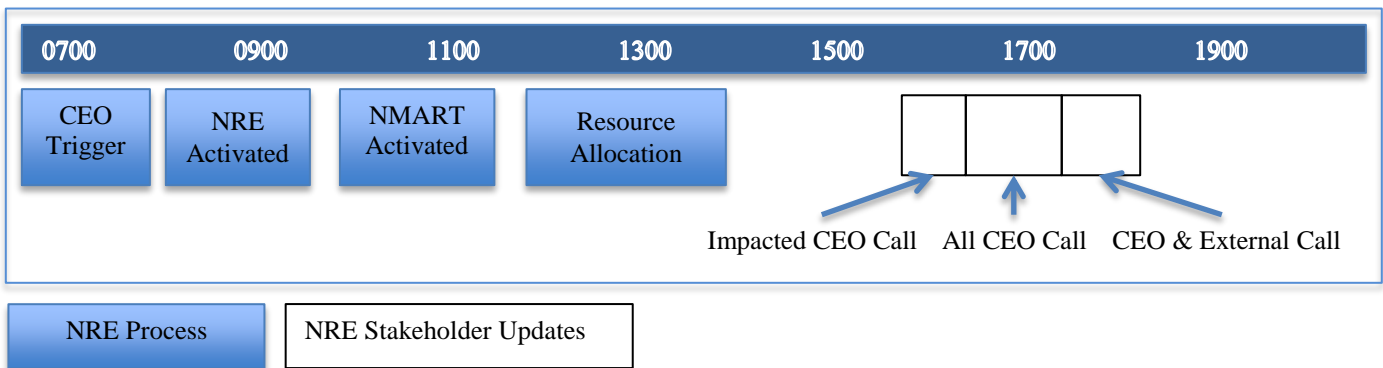 0700 0900 1100 1300 1500 1700 1900
CEO
Trigger
NRE
Activated
NMART
Activated
Resource
Allocation
Impacted CEO Call All CEO Call CEO & External Call
NRE Process
NRE Stakeholder Updates